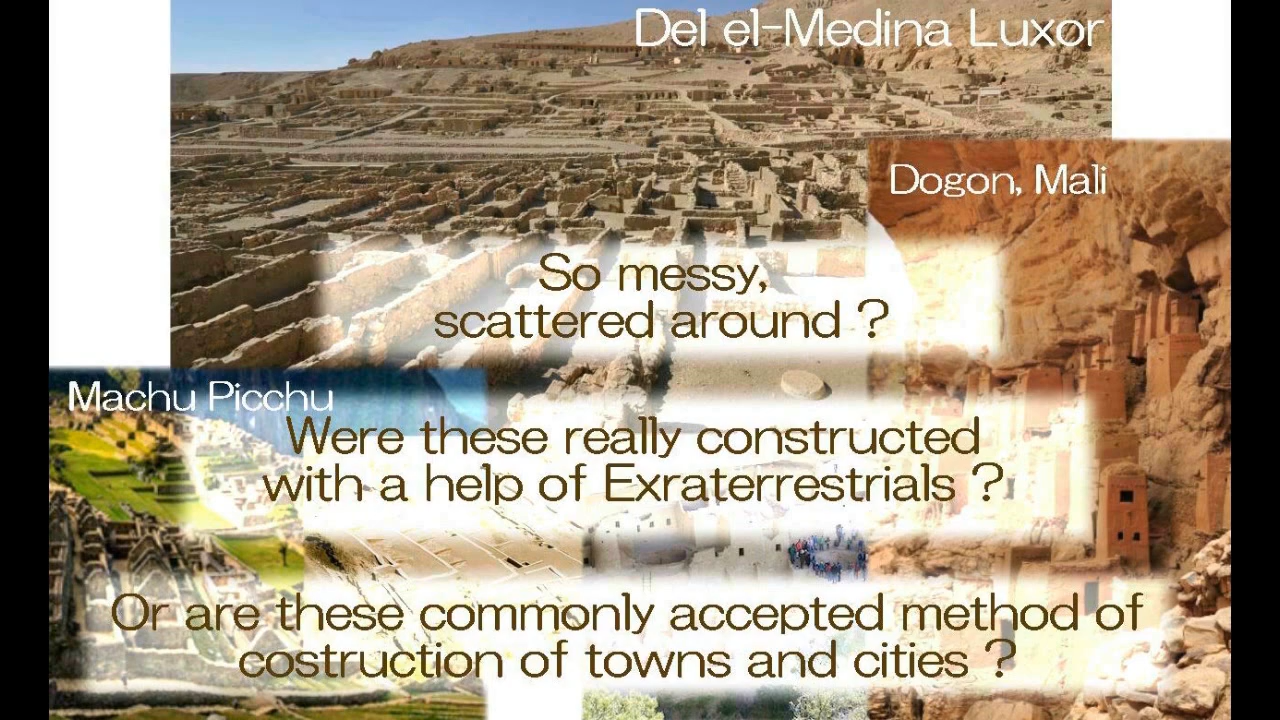 Del el-Medina Luxor
Dogon, Mali
So messy,
scattered around ?
Machu Picchu
Were these really constructed
with a help of Exraterrestrials ?
Or are these commonly accepted method of
costruction of towns and cities ?